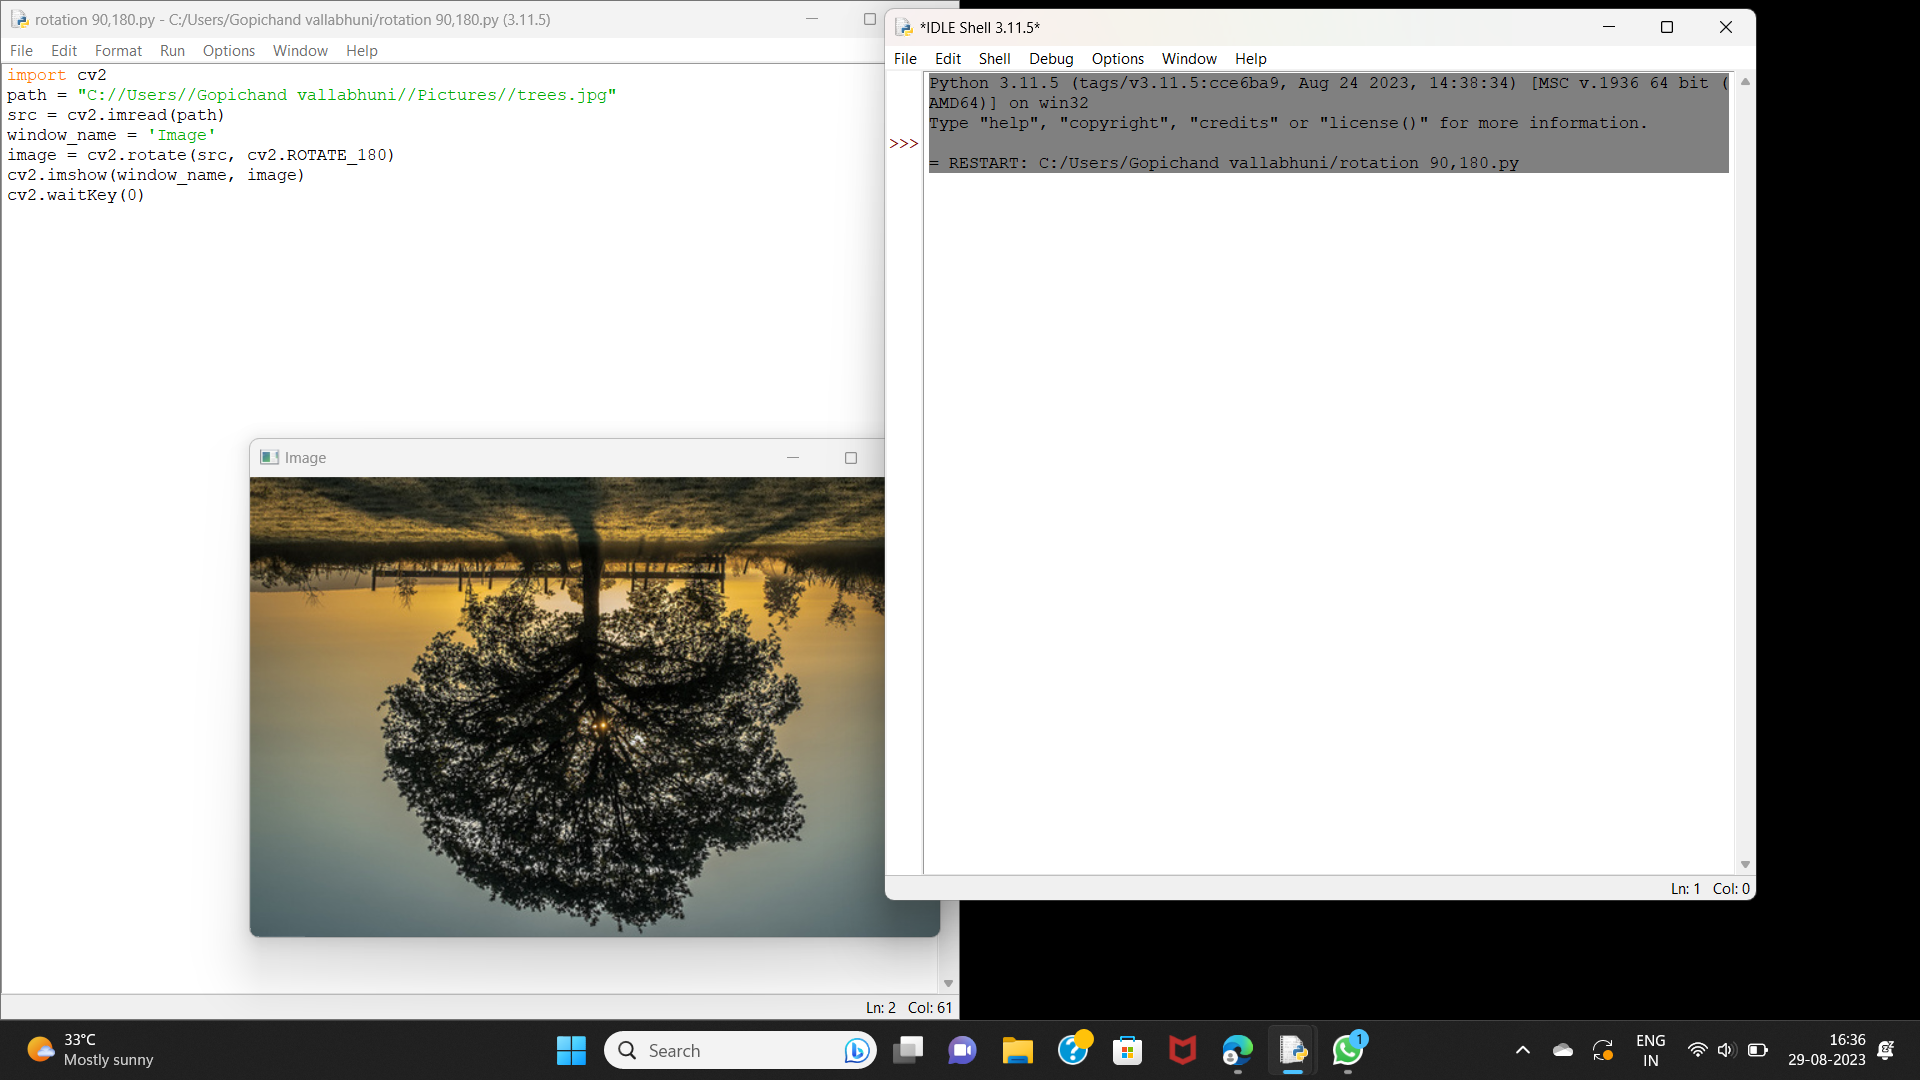 rotation 90,180.py - C:/Users/Gopichand vallabhuni/rotation 90,180.py (3.11.5)
File Edit Format Run Options Window Help
import cv2
path = "C://Users//Gopichand vallabhuni//Pictures//trees.jpg"
src = cv2.imread(path)
window_name = 'Image'
image = cv2.rotate(src, cv2.ROTATE_180)
cv2.imshow(window_name, image)
cv2.waitKey(0)
Ln: 2 Col: 61
Image
*IDLE Shell 3.11.5*
File Edit Shell Debug Options Window Help
Python 3.11.5 (tags/v3.11.5:cce6ba9, Aug 24 2023, 14:38:34) [MSC v.1936 64 bit (
AMD64)] on win32
Type "help", "copyright", "credits" or "license()" for more information.
>>>
= RESTART: C:/Users/Gopichand vallabhuni/rotation 90,180.py
Ln: 1 Col: 0
33°C
Mostly sunny
Search
1
ENG
IN
16:36
29-08-2023